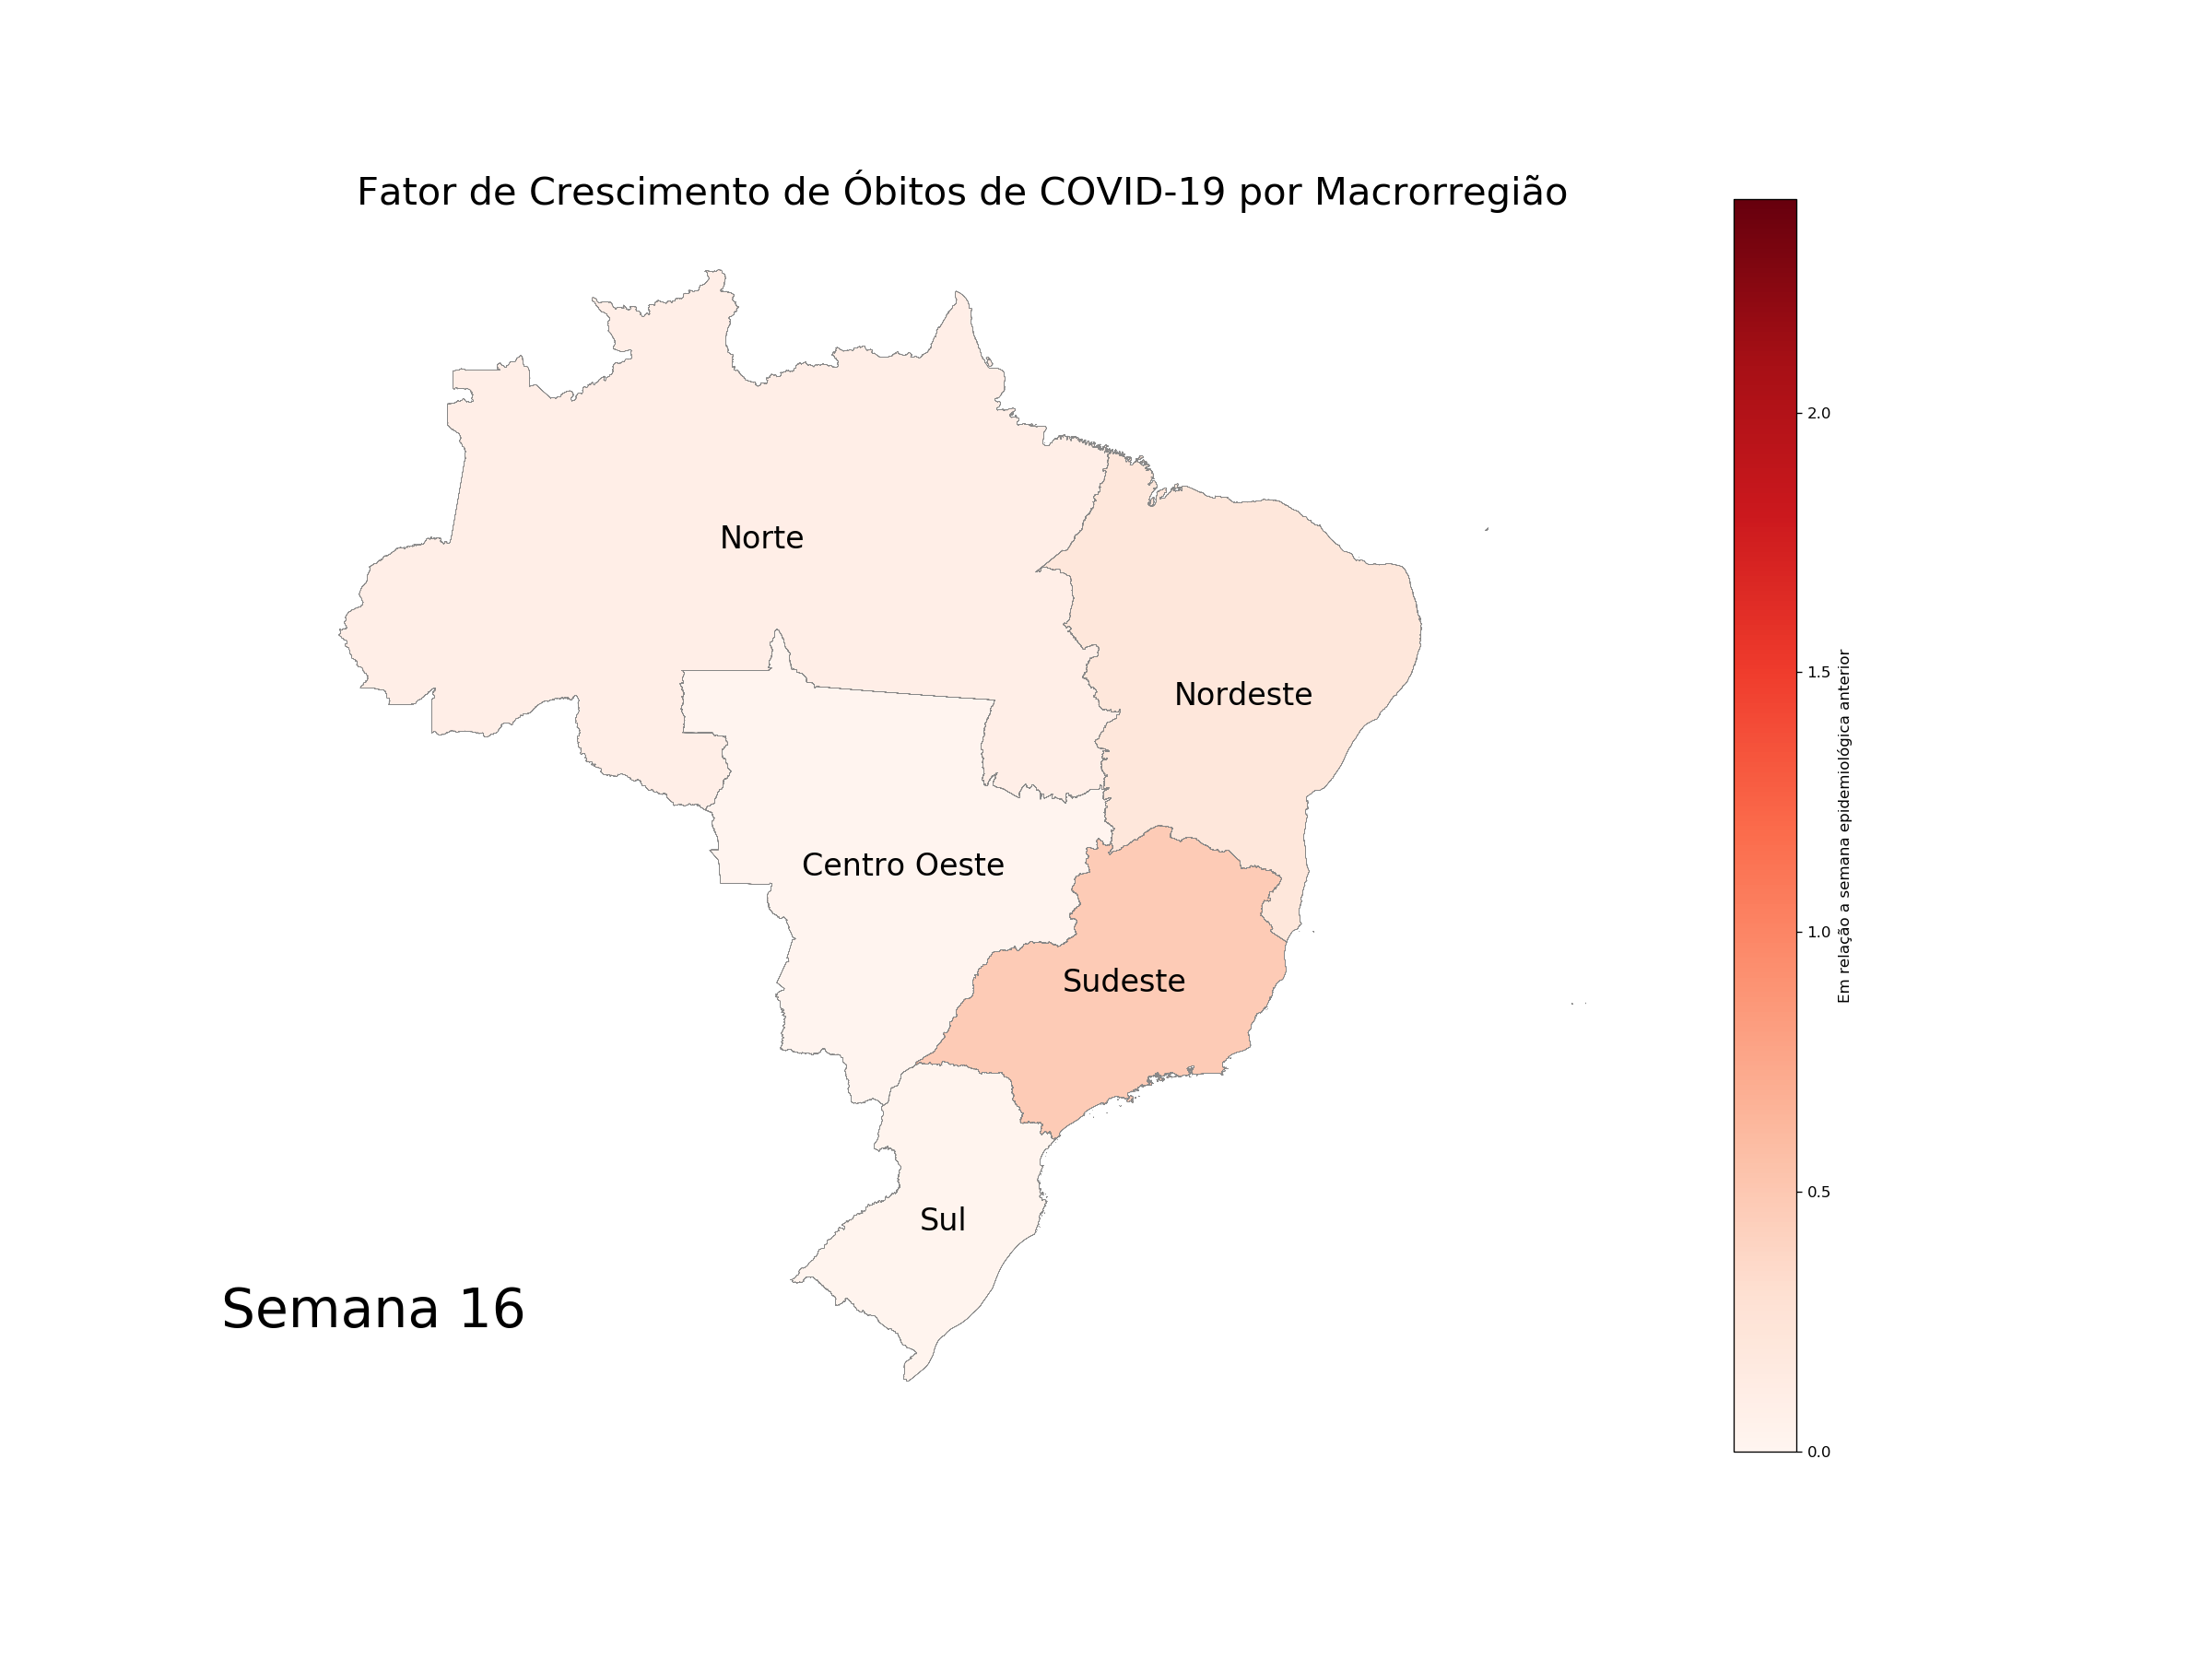 Fator de Crescimento de Óbitos de COVID-19 por Macrorregião
Norte
Nordeste
Centro Oeste
Sudeste
Sul
Semana 16
2.0
1.5
1.0
0.5
0.0
Em relação a semana epidemiológica anterior